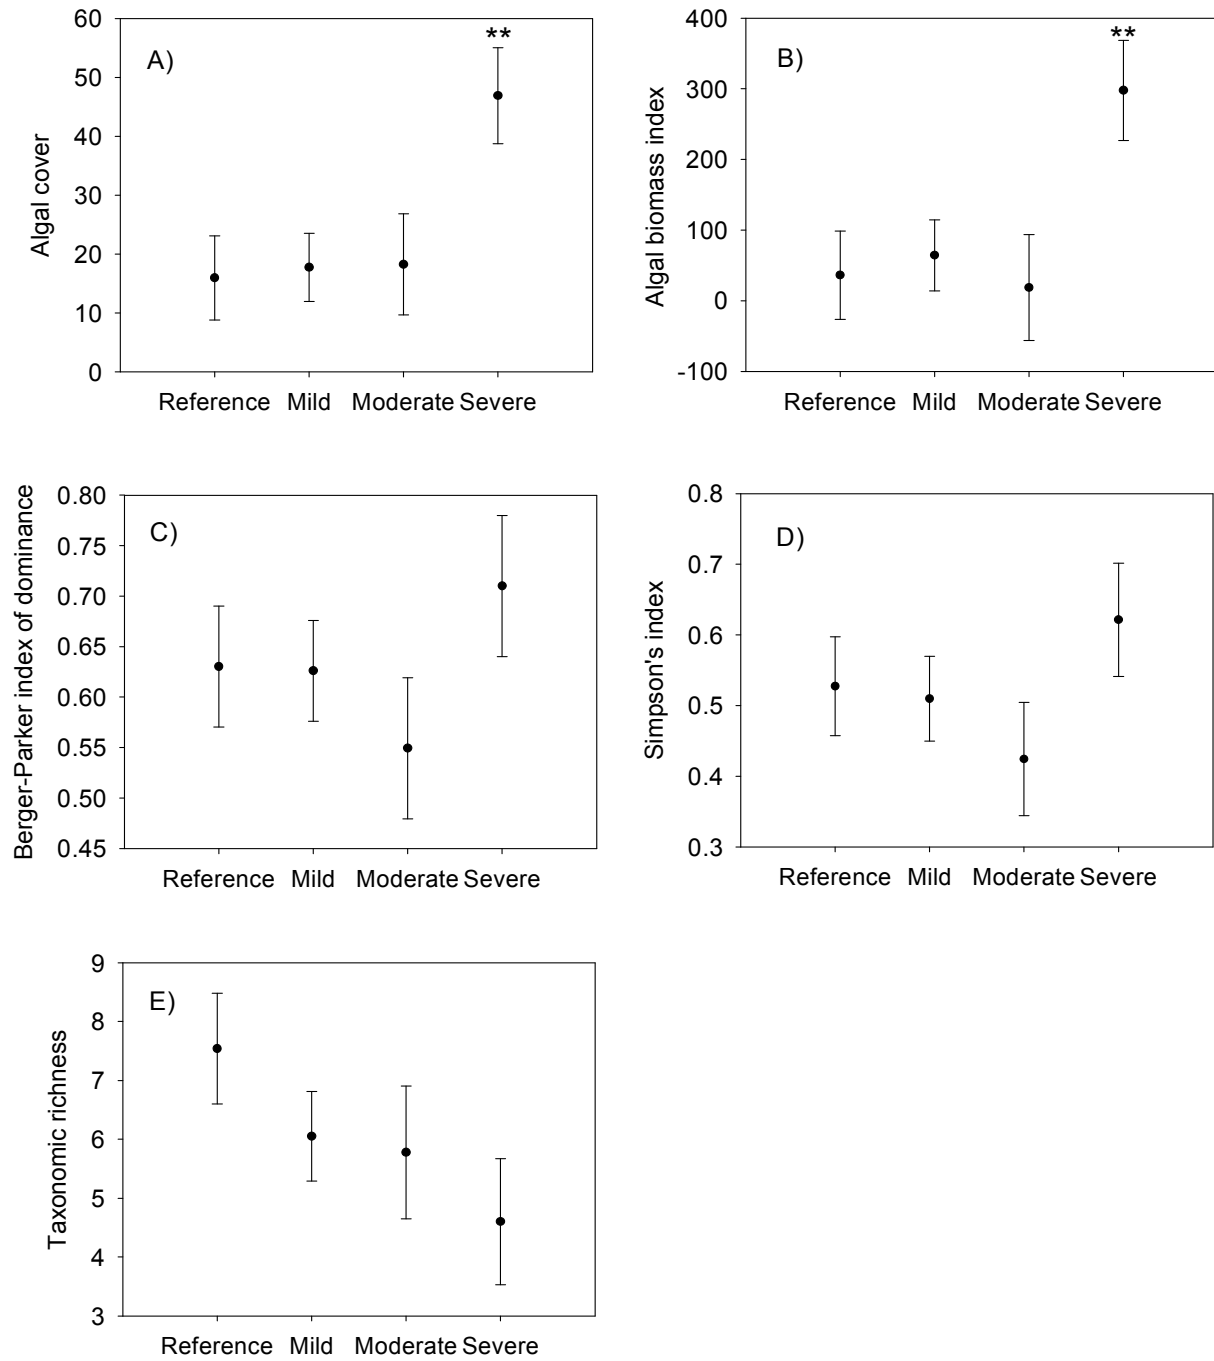 A)
**
Algal cover
60
50
40
30
20
10
0
Reference Mild Moderate Severe
B)
**
Algal biomass index
400
300
200
100
0
-100
Reference Mild Moderate Severe
C)
Berger-Parker index of dominance
0.80
0.75
0.70
0.65
0.60
0.55
0.50
0.45
Reference Mild Moderate Severe
D)
Simpson's index
0.8
0.7
0.6
0.5
0.4
0.3
Reference Mild Moderate Severe
E)
Taxonomic richness
9
8
7
6
5
4
3
Reference Mild Moderate Severe